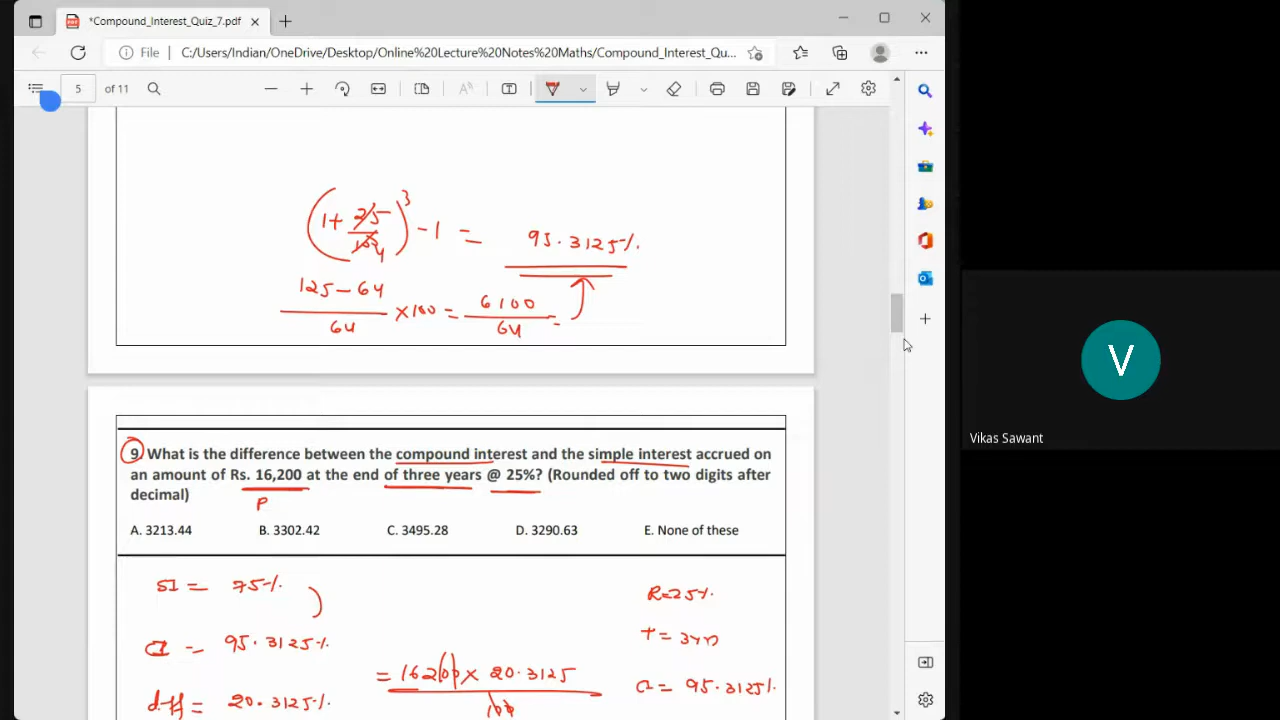 *Compound_Interest_Quiz_7.pdf
File C:/Users/Indian/OneDrive/Desktop/Online%20Lecture%20Notes%20Maths/Compound_Interest_Qu...
5 of 11
(1+ 25/100 4)³ -1 = 95.3125%
125-64/64 ×100 = 6100/64 =
9 What is the difference between the compound interest and the simple interest accrued on
an amount of Rs. 16,200 at the end of three years @ 25%? (Rounded off to two digits after
decimal)
P
A. 3213.44 B. 3302.42 C. 3495.28 D. 3290.63 E. None of these
SI = 75%
R=25%
T= 3yrs
CI = 95.3125%
= 16200 × 20.3125/100
CI= 95.3125%
diff = 20.3125%
V
Vikas Sawant